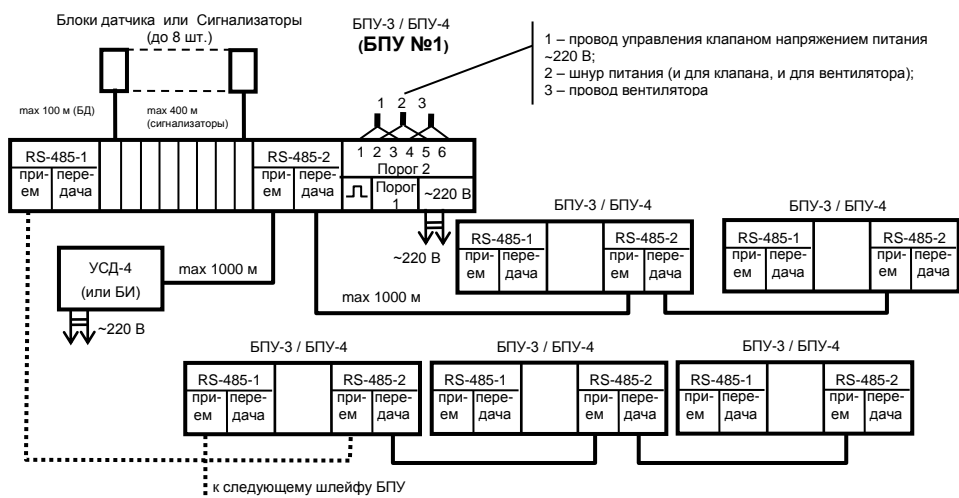 Блоки датчика или Сигнализаторы
(до 8 шт.)
БПУ-3 / БПУ-4
(БПУ №1)
1 – провод управления клапаном напряжением питания
~220 В;
2 – шнур питания (и для клапана, и для вентилятора);
3 – провод вентилятора
max 100 м (БД)
max 400 м
(сигнализаторы)
1 2 3
RS-485-1
при-
ем
пере-
дача
RS-485-2
при-
ем
пере-
дача
1 2 3 4 5 6
Порог 2
Порог
1
~220 В
~220 В
УСД-4
(или БИ)
max 1000 м
~220 В
max 1000 м
БПУ-3 / БПУ-4
RS-485-1
при-
ем
пере-
дача
RS-485-2
при-
ем
пере-
дача
БПУ-3 / БПУ-4
RS-485-1
при-
ем
пере-
дача
RS-485-2
при-
ем
пере-
дача
БПУ-3 / БПУ-4
RS-485-1
при-
ем
пере-
дача
RS-485-2
при-
ем
пере-
дача
БПУ-3 / БПУ-4
RS-485-1
при-
ем
пере-
дача
RS-485-2
при-
ем
пере-
дача
БПУ-3 / БПУ-4
RS-485-1
при-
ем
пере-
дача
RS-485-2
при-
ем
пере-
дача
к следующему шлейфу БПУ